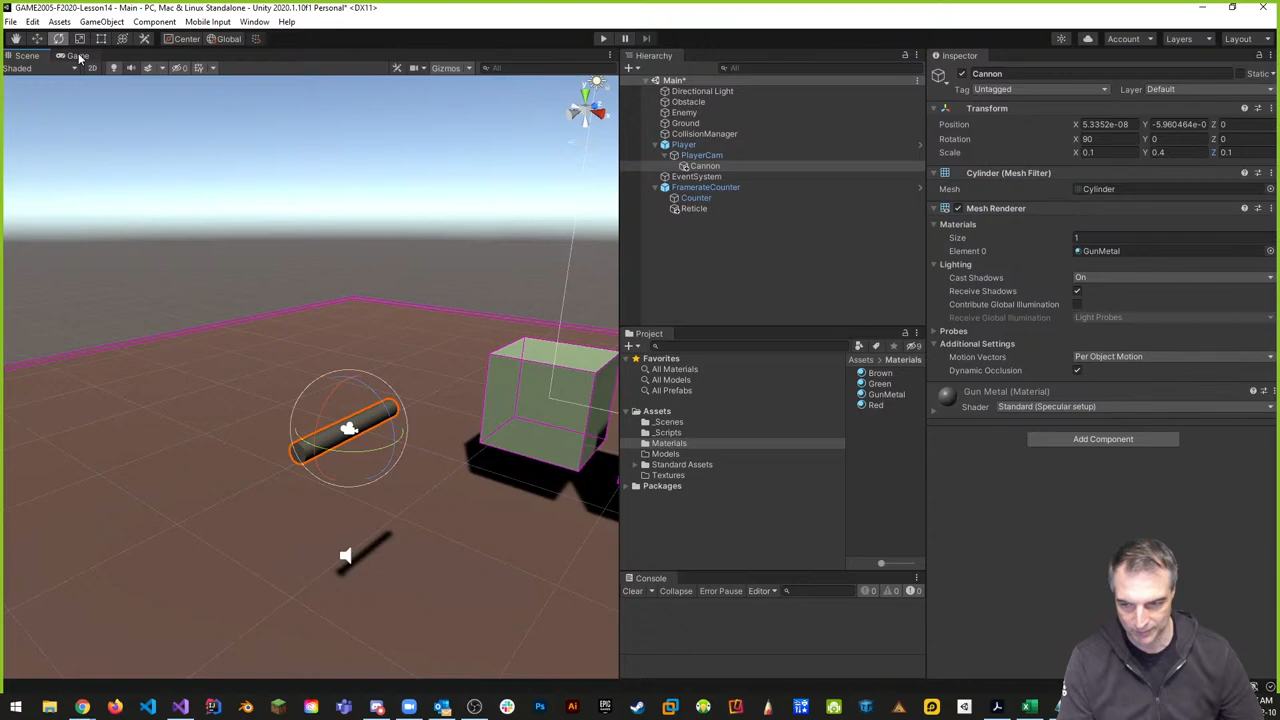 GAME2005-F2020-Lesson14 - Main - PC, Mac & Linux Standalone - Unity 2020.1.10f1 Personal* <DX11>
File Edit Assets GameObject Component Mobile Input Window Help
Center Global Account Layers Layout
Scene Game
Shaded 2D 0 Gizmos All
Hierarchy
All
Main*
Directional Light
Obstacle
Enemy
Ground
CollisionManager
Player
PlayerCam
Cannon
EventSystem
FramerateCounter
Counter
Reticle
Project
9
Favorites
All Materials
All Models
All Prefabs
Assets
_Scenes
_Scripts
Materials
Models
Standard Assets
Textures
Packages
Assets Materials
Brown
Green
GunMetal
Red
Console
Clear Collapse Error Pause Editor 0 0 0
Inspector
Cannon Static
Tag Untagged Layer Default
Transform
Position X 5.3352e-08 Y -5.960464e-0 Z 0
Rotation X 90 Y 0 Z 0
Scale X 0.1 Y 0.4 Z 0.1
Cylinder (Mesh Filter)
Mesh Cylinder
Mesh Renderer
Materials
Size 1
Element 0 GunMetal
Lighting
Cast Shadows On
Receive Shadows
Contribute Global Illumination
Receive Global Illumination Light Probes
Probes
Additional Settings
Motion Vectors Per Object Motion
Dynamic Occlusion
Gun Metal (Material)
Shader Standard (Specular setup)
Add Component